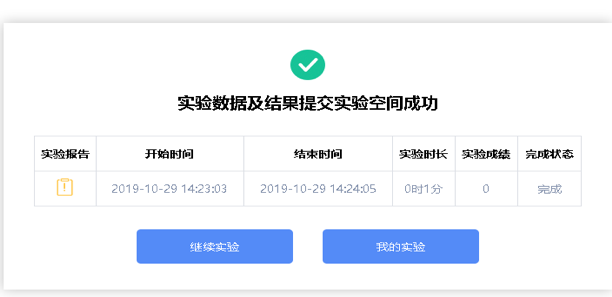 实验数据及结果提交实验空间成功
实验报告 开始时间 结束时间 实验时长 实验成绩 完成状态
2019-10-29 14:23:03 2019-10-29 14:24:05 0时1分 0 完成
继续实验 我的实验